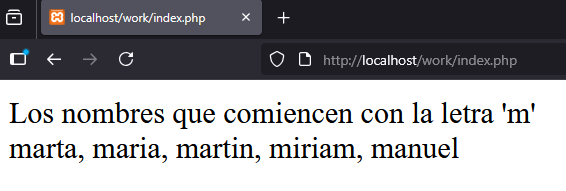 localhost/work/index.php
http://localhost/work/index.php
Los nombres que comiencen con la letra 'm'
marta, maria, martin, miriam, manuel